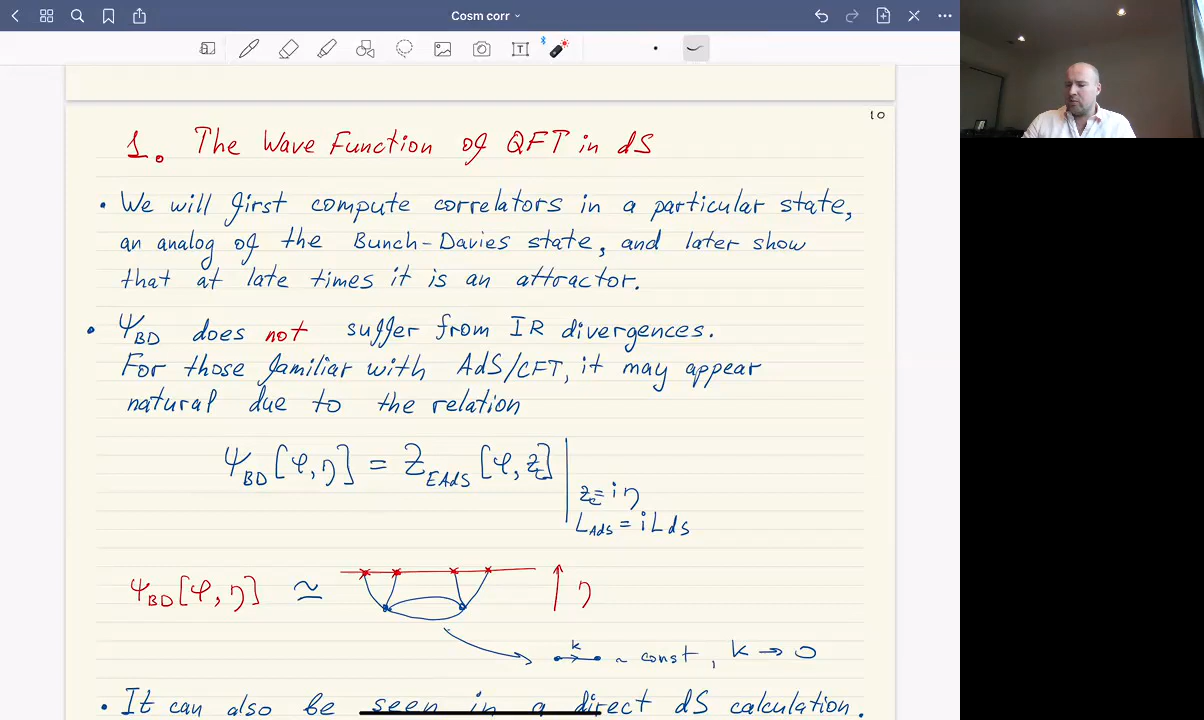 Cosm corr
10
1. The Wave Function of QFT in dS
• We will first compute correlators in a particular state,
an analog of the Bunch-Davies state, and later show
that at late times it is an attractor.
• Ψ_BD does not suffer from IR divergences.
For those familiar with AdS/CFT, it may appear
natural due to the relation
Ψ_BD[φ, η] = Z_EAdS[φ, z_c] |
z_c = iη
L_AdS = i L_dS
Ψ_BD[φ, η] ≃ ↑ η
k
~ const, k → 0
• It can also be seen in a direct dS calculation.